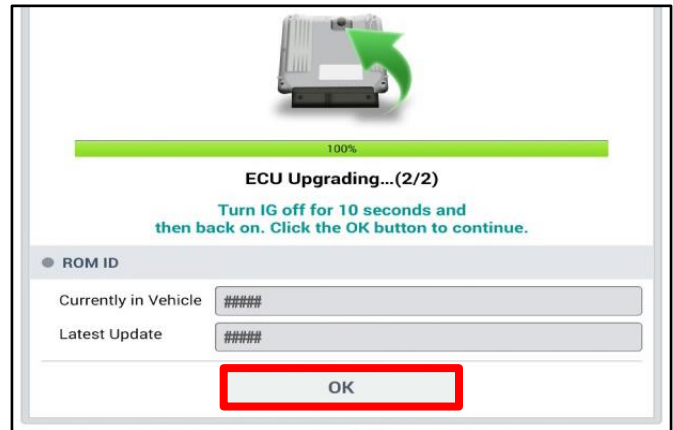 100%
ECU Upgrading...(2/2)
Turn IG off for 10 seconds and
then back on. Click the OK button to continue.
ROM ID
Currently in Vehicle #####
Latest Update #####
OK